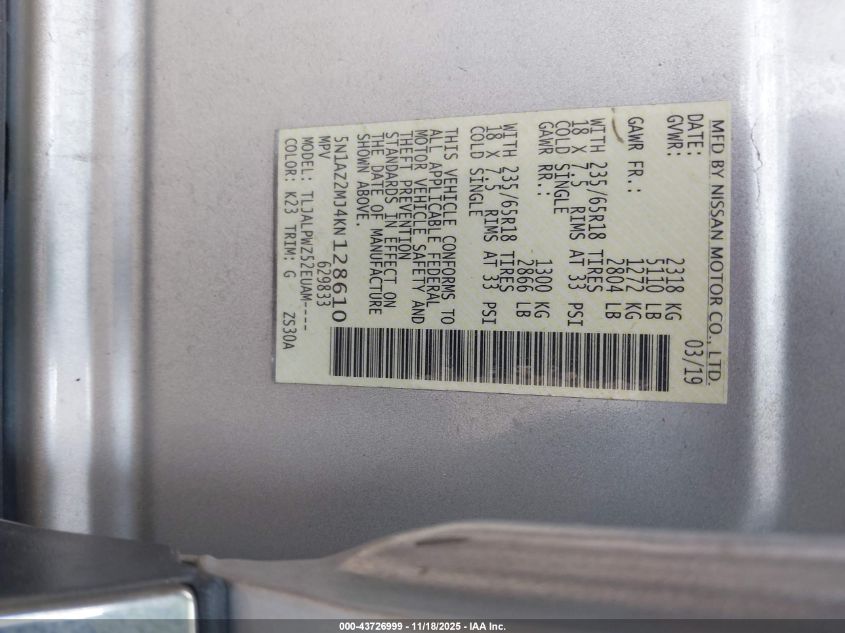 MFD BY NISSAN MOTOR CO., LTD.
DATE: 03/19
GVWR: 2318 KG
5110 LB
GAWR FR.: 1272 KG
2804 LB
WITH 235/65R18 TIRES
18 X 7.5 RIMS AT 33 PSI
COLD SINGLE
GAWR RR.: 1300 KG
2866 LB
WITH 235/65R18 TIRES
18 X 7.5 RIMS AT 33 PSI
COLD SINGLE
THIS VEHICLE CONFORMS TO
ALL APPLICABLE FEDERAL
MOTOR VEHICLE SAFETY AND
THEFT PREVENTION
STANDARDS IN EFFECT ON
THE DATE OF MANUFACTURE
SHOWN ABOVE.
5N1AZ2MJ4KN128610
MPV 629833
MODEL: TLJALPWZ52EUAM----
COLOR: K23 TRIM: G ZS30A
000-43726999 - 11/18/2025 - IAA Inc.